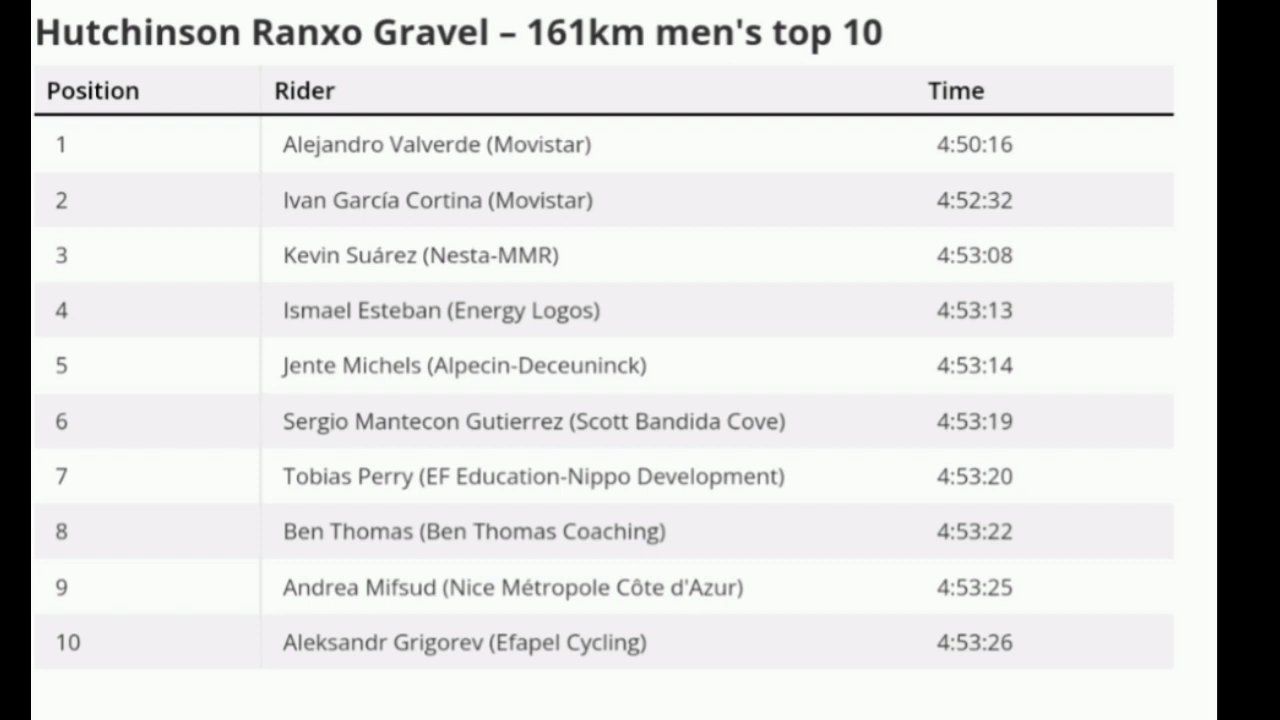 Hutchinson Ranxo Gravel – 161km men's top 10
Position Rider Time
1 Alejandro Valverde (Movistar) 4:50:16
2 Ivan García Cortina (Movistar) 4:52:32
3 Kevin Suárez (Nesta-MMR) 4:53:08
4 Ismael Esteban (Energy Logos) 4:53:13
5 Jente Michels (Alpecin-Deceuninck) 4:53:14
6 Sergio Mantecon Gutierrez (Scott Bandida Cove) 4:53:19
7 Tobias Perry (EF Education-Nippo Development) 4:53:20
8 Ben Thomas (Ben Thomas Coaching) 4:53:22
9 Andrea Mifsud (Nice Métropole Côte d'Azur) 4:53:25
10 Aleksandr Grigorev (Efapel Cycling) 4:53:26